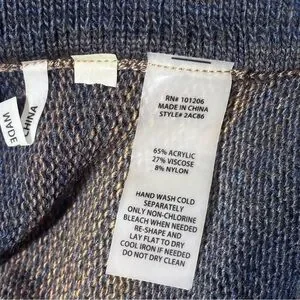 RN# 101206
MADE IN CHINA
STYLE# 2AC86
65% ACRYLIC
27% VISCOSE
8% NYLON
HAND WASH COLD
SEPARATELY
ONLY NON-CHLORINE
BLEACH WHEN NEEDED
RE-SHAPE AND
LAY FLAT TO DRY
COOL IRON IF NEEDED
DO NOT DRY CLEAN
MADE